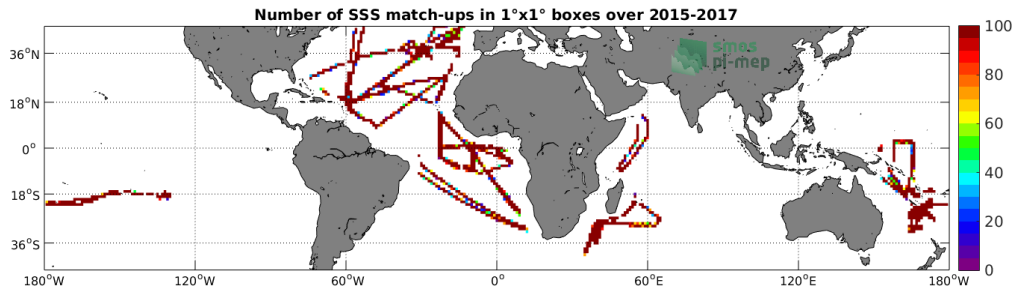 Number of SSS match-ups in 1°x1° boxes over 2015-2017
smos
pi-mep
36°N
18°N
0°
18°S
36°S
180°W
120°W
60°W
0°
60°E
120°E
180°W
100
80
60
40
20
0